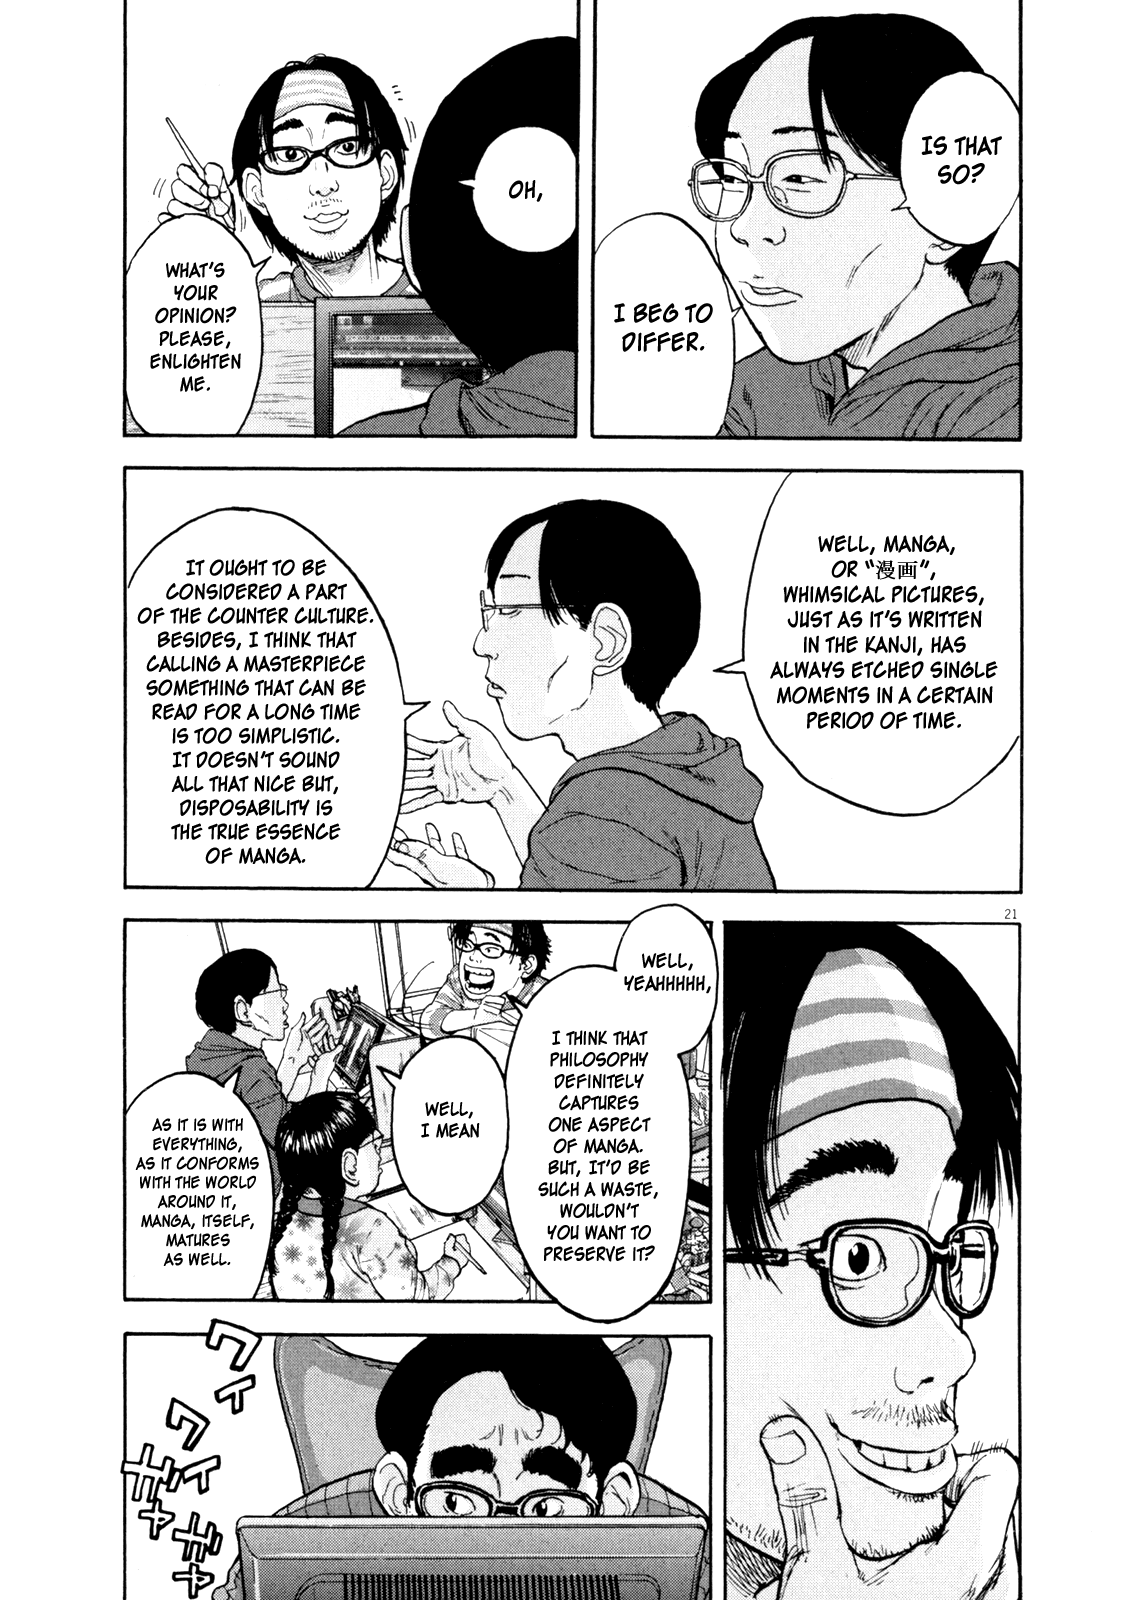 IS THAT
SO?
I BEG TO
DIFFER.
OH,
WHAT'S
YOUR
OPINION?
PLEASE,
ENLIGHTEN
ME.
WELL, MANGA,
OR "漫画",
WHIMSICAL PICTURES,
JUST AS IT'S WRITTEN
IN THE KANJI, HAS
ALWAYS ETCHED SINGLE
MOMENTS IN A CERTAIN
PERIOD OF TIME.
IT OUGHT TO BE
CONSIDERED A PART
OF THE COUNTER CULTURE.
BESIDES, I THINK THAT
CALLING A MASTERPIECE
SOMETHING THAT CAN BE
READ FOR A LONG TIME
IS TOO SIMPLISTIC.
IT DOESN'T SOUND
ALL THAT NICE BUT,
DISPOSABILITY IS
THE TRUE ESSENCE
OF MANGA.
21
WELL,
YEAHHHHH,
I THINK THAT
PHILOSOPHY
DEFINITELY
CAPTURES
ONE ASPECT
OF MANGA.
BUT, IT'D BE
SUCH A WASTE,
WOULDN'T
YOU WANT TO
PRESERVE IT?
WELL,
I MEAN
AS IT IS WITH
EVERYTHING,
AS IT CONFORMS
WITH THE WORLD
AROUND IT,
MANGA, ITSELF,
MATURES
AS WELL.
ワイ
ワイ
デャ
デャ